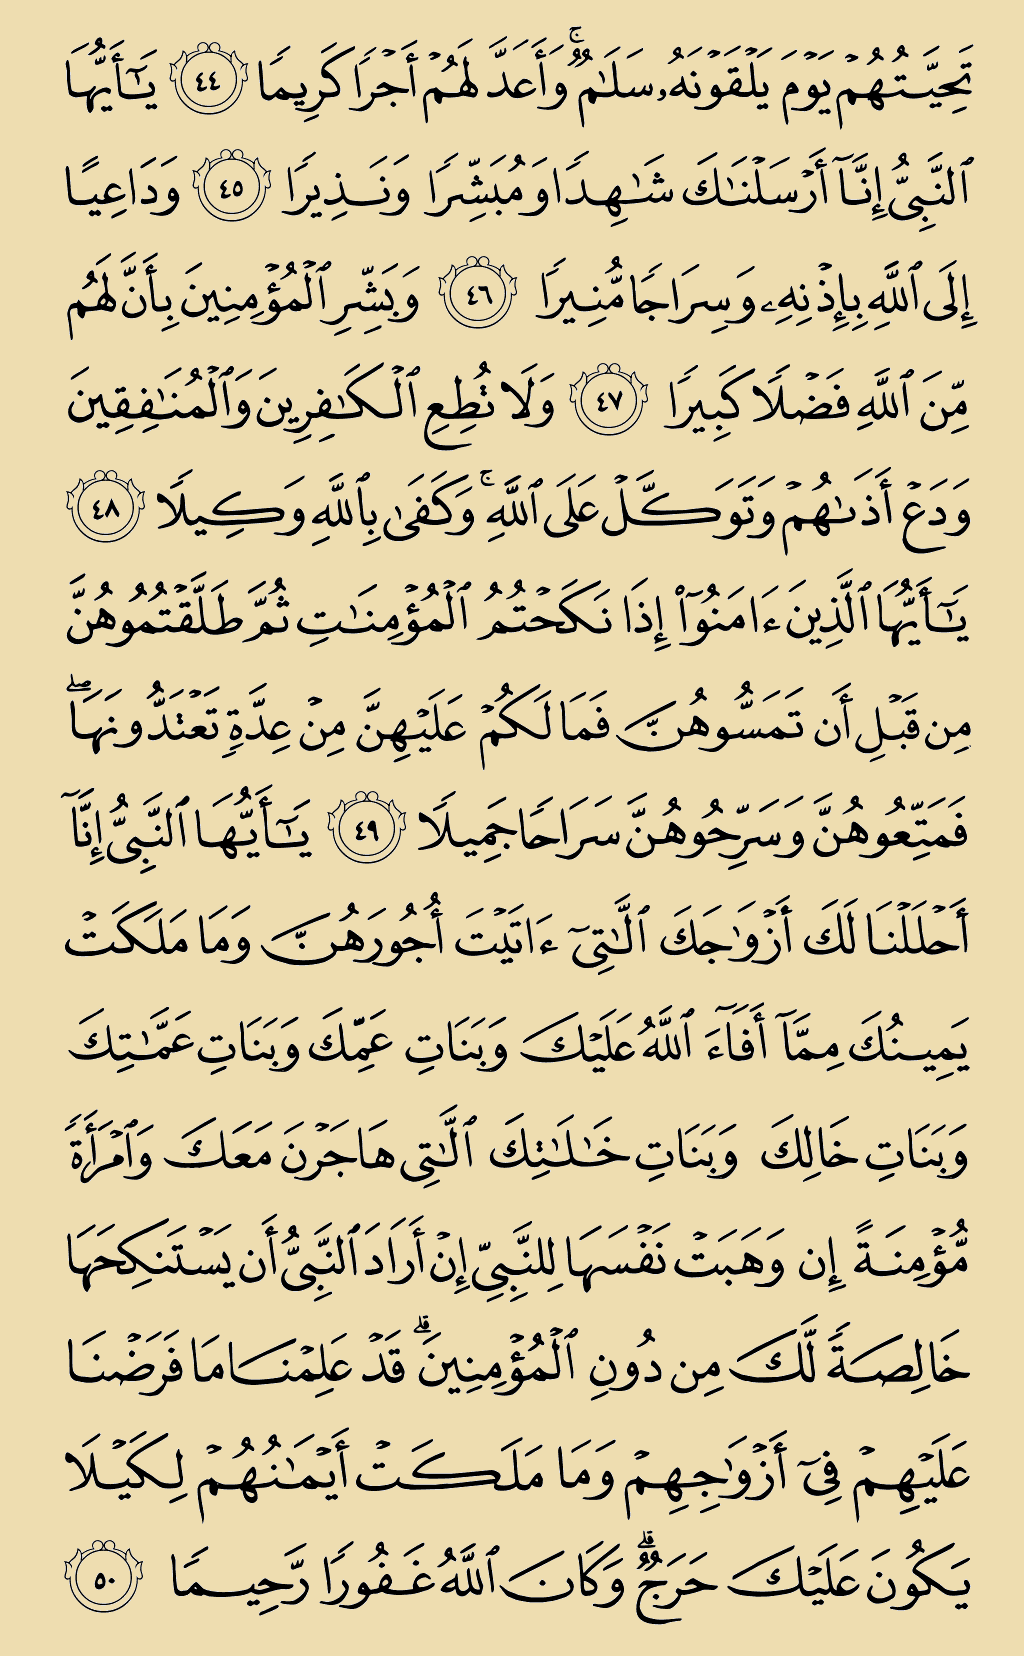 تَحِيَّتُهُمْ يَوْمَ يَلْقَوْنَهُۥ سَلَـٰمٌۭ ۚ وَأَعَدَّ لَهُمْ أَجْرًۭا كَرِيمًۭا ٤٤ يَـٰٓأَيُّهَا
ٱلنَّبِىُّ إِنَّآ أَرْسَلْنَـٰكَ شَـٰهِدًۭا وَمُبَشِّرًۭا وَنَذِيرًۭا ٤٥ وَدَاعِيًا
إِلَى ٱللَّهِ بِإِذْنِهِۦ وَسِرَاجًۭا مُّنِيرًۭا ٤٦ وَبَشِّرِ ٱلْمُؤْمِنِينَ بِأَنَّ لَهُم
مِّنَ ٱللَّهِ فَضْلًۭا كَبِيرًۭا ٤٧ وَلَا تُطِعِ ٱلْكَـٰفِرِينَ وَٱلْمُنَـٰفِقِينَ
وَدَعْ أَذَىٰهُمْ وَتَوَكَّلْ عَلَى ٱللَّهِ ۚ وَكَفَىٰ بِٱللَّهِ وَكِيلًۭا ٤٨
يَـٰٓأَيُّهَا ٱلَّذِينَ ءَامَنُوٓا۟ إِذَا نَكَحْتُمُ ٱلْمُؤْمِنَـٰتِ ثُمَّ طَلَّقْتُمُوهُنَّ
مِن قَبْلِ أَن تَمَسُّوهُنَّ فَمَا لَكُمْ عَلَيْهِنَّ مِنْ عِدَّةٍۢ تَعْتَدُّونَهَا ۖ
فَمَتِّعُوهُنَّ وَسَرِّحُوهُنَّ سَرَاحًۭا جَمِيلًۭا ٤٩ يَـٰٓأَيُّهَا ٱلنَّبِىُّ إِنَّآ
أَحْلَلْنَا لَكَ أَزْوَٰجَكَ ٱلَّـٰتِىٓ ءَاتَيْتَ أُجُورَهُنَّ وَمَا مَلَكَتْ
يَمِينُكَ مِمَّآ أَفَآءَ ٱللَّهُ عَلَيْكَ وَبَنَاتِ عَمِّكَ وَبَنَاتِ عَمَّـٰتِكَ
وَبَنَاتِ خَالِكَ وَبَنَاتِ خَـٰلَـٰتِكَ ٱلَّـٰتِى هَاجَرْنَ مَعَكَ وَٱمْرَأَةًۭ
مُّؤْمِنَةً إِن وَهَبَتْ نَفْسَهَا لِلنَّبِىِّ إِنْ أَرَادَ ٱلنَّبِىُّ أَن يَسْتَنكِحَهَا
خَالِصَةًۭ لَّكَ مِن دُونِ ٱلْمُؤْمِنِينَ ۗ قَدْ عَلِمْنَا مَا فَرَضْنَا
عَلَيْهِمْ فِىٓ أَزْوَٰجِهِمْ وَمَا مَلَكَتْ أَيْمَـٰنُهُمْ لِكَيْلَا
يَكُونَ عَلَيْكَ حَرَجٌۭ ۗ وَكَانَ ٱللَّهُ غَفُورًۭا رَّحِيمًۭا ٥٠